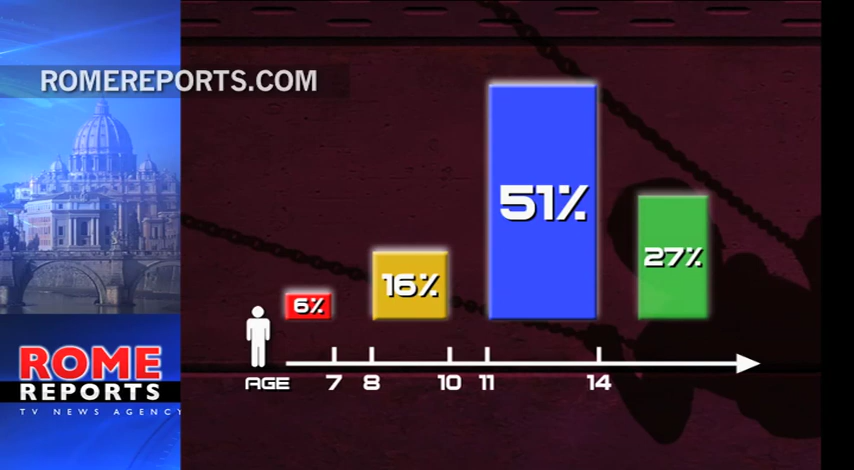 ROMEREPORTS.COM
51%
27%
16%
6%
AGE 7 8 10 11 14
ROME
REPORTS
TV NEWS AGENCY